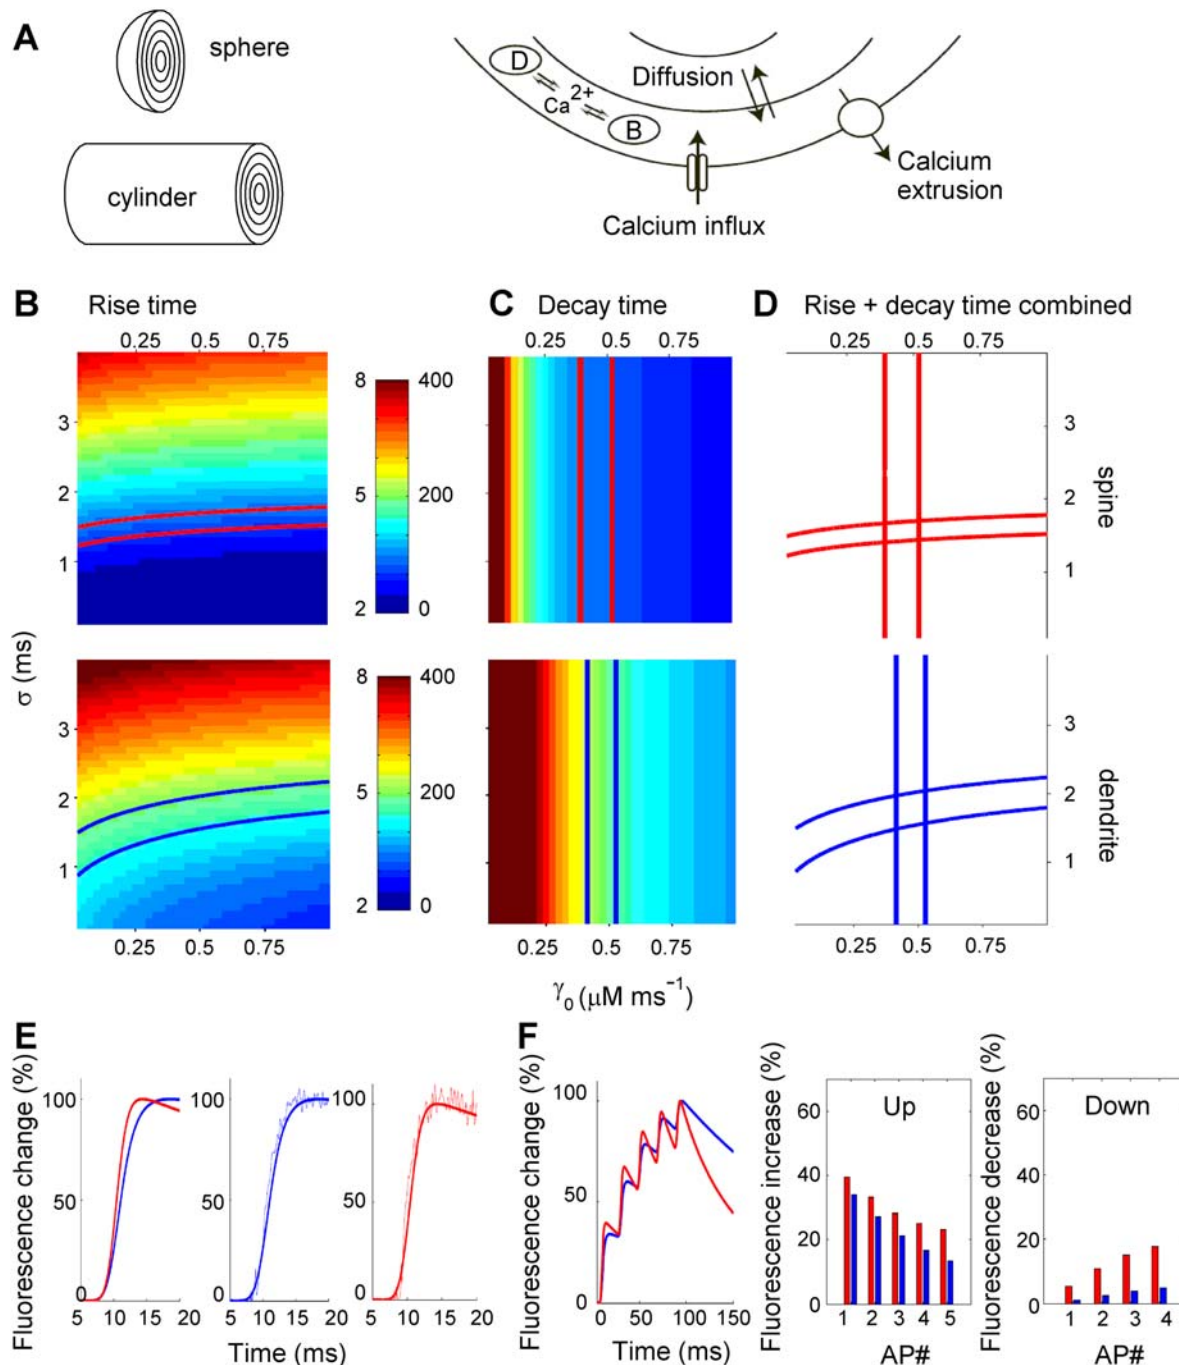 A
sphere
cylinder
D
Ca2+
B
Diffusion
Calcium influx
Calcium
extrusion
B Rise time
0.25 0.5 0.75
3
2
1
8 400
5 200
2 0
σ (ms)
3
2
1
0.25 0.5 0.75
8 400
5 200
2 0
C Decay time
0.25 0.5 0.75
0.25 0.5 0.75
γ0 (μM ms−1)
D Rise + decay time combined
0.25 0.5 0.75
3
2
1
spine
3
2
1
dendrite
0.25 0.5 0.75
E
Fluorescence change (%)
100
50
0
5 10 15 20
100
50
0
5 10 15 20
100
50
0
5 10 15 20
Time (ms)
F
Fluorescence change (%)
100
50
0
0 50 100 150
Time (ms)
Fluorescence increase (%)
Up
60
40
20
0
1 2 3 4 5
AP#
Fluorescence decrease (%)
Down
60
40
20
0
1 2 3 4
AP#